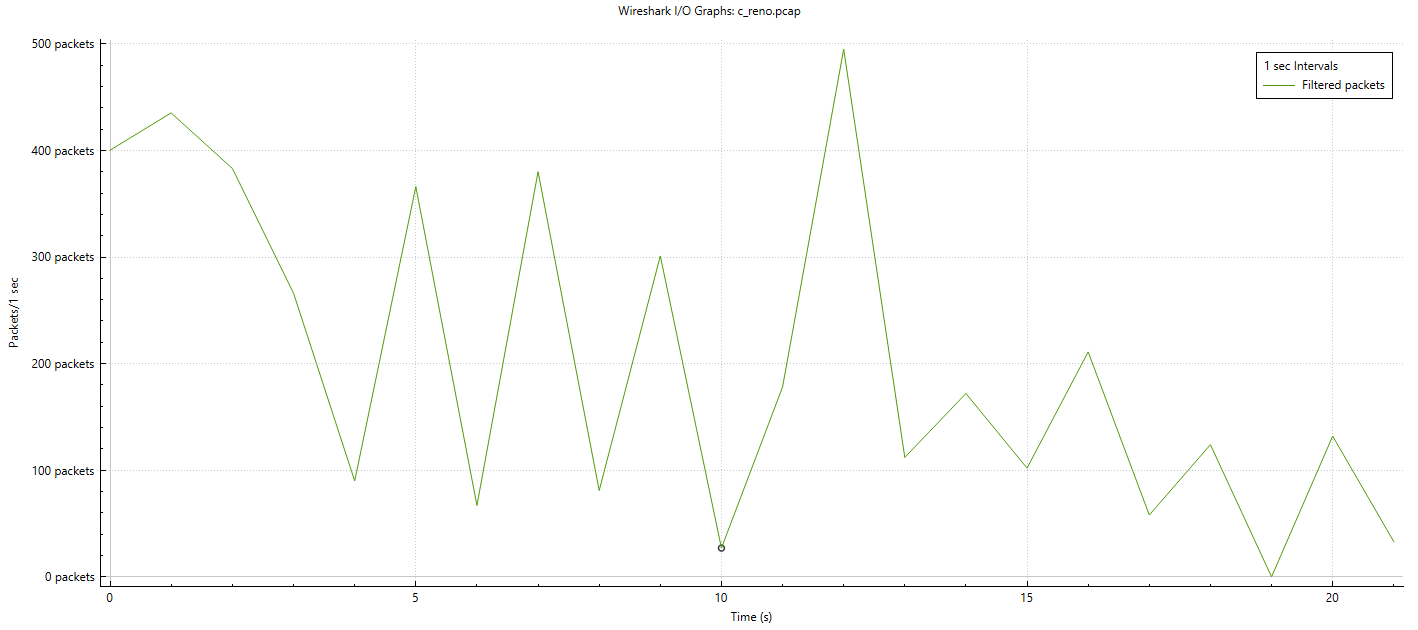 Wireshark I/O Graphs: c_reno.pcap
500 packets
400 packets
300 packets
200 packets
100 packets
0 packets
Packets/1 sec
1 sec Intervals
Filtered packets
0
5
10
15
20
Time (s)